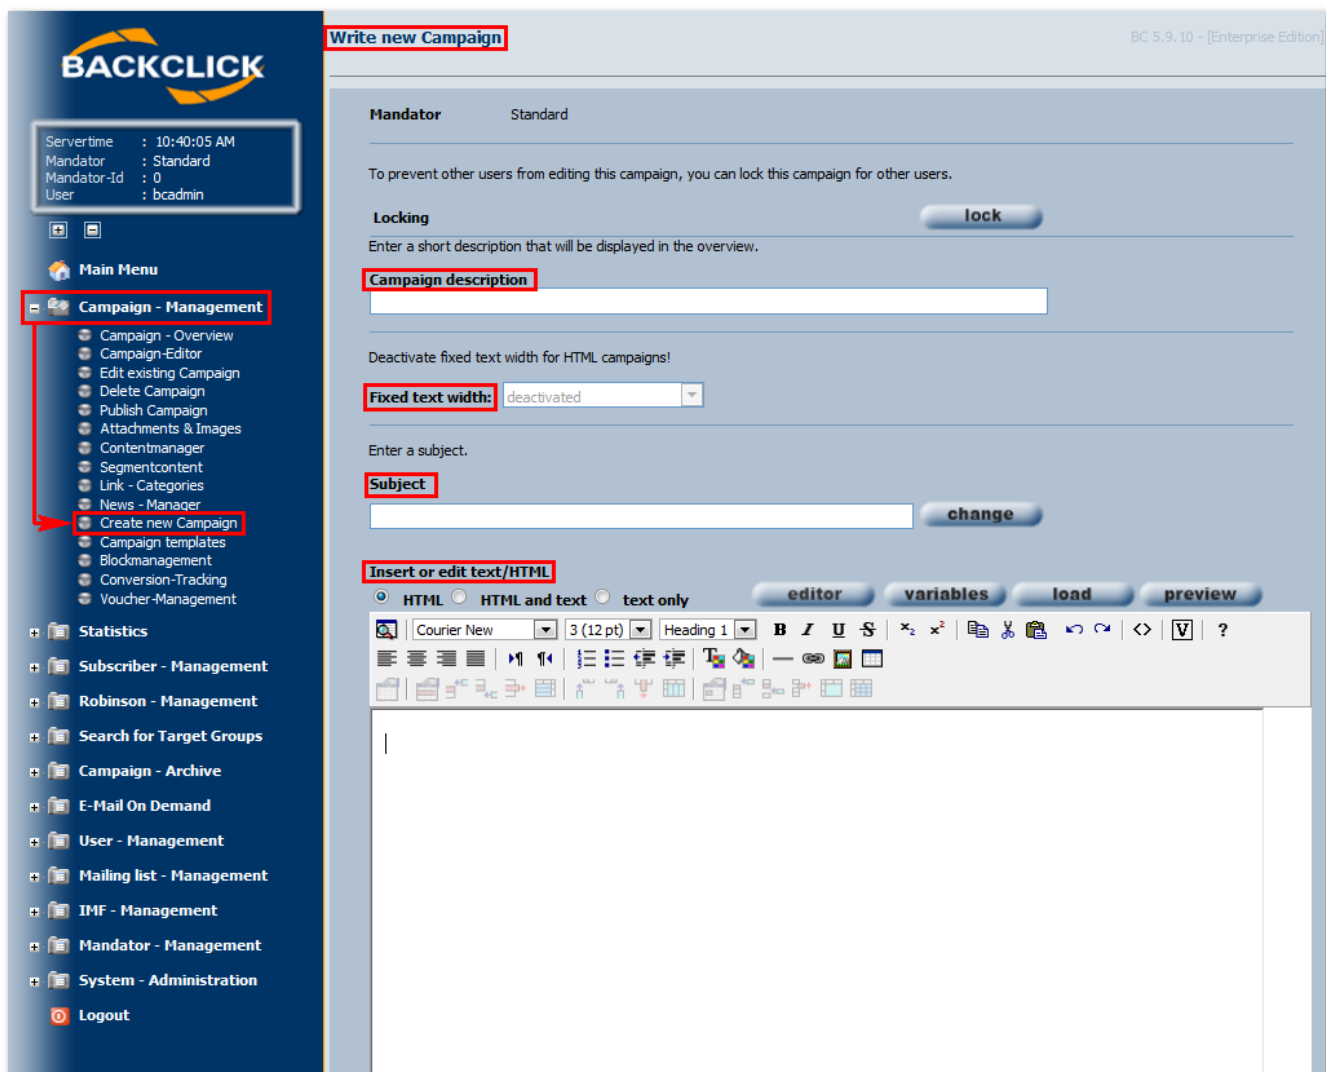 BACKCLICK
Servertime : 10:40:05 AM
Mandator : Standard
Mandator-Id : 0
User : bcadmin
Main Menu
Campaign - Management
Campaign - Overview
Campaign-Editor
Edit existing Campaign
Delete Campaign
Publish Campaign
Attachments & Images
Contentmanager
Segmentcontent
Link - Categories
News - Manager
Create new Campaign
Campaign templates
Blockmanagement
Conversion-Tracking
Voucher-Management
Statistics
Subscriber - Management
Robinson - Management
Search for Target Groups
Campaign - Archive
E-Mail On Demand
User - Management
Mailing list - Management
IMF - Management
Mandator - Management
System - Administration
Logout
Write new Campaign BC 5.9.10 - [Enterprise Edition]
Mandator Standard
To prevent other users from editing this campaign, you can lock this campaign for other users.
Locking lock
Enter a short description that will be displayed in the overview.
Campaign description
Deactivate fixed text width for HTML campaigns!
Fixed text width: deactivated
Enter a subject.
Subject
change
Insert or edit text/HTML
HTML HTML and text text only editor variables load preview
Courier New 3 (12 pt) Heading 1 B I U S x₂ x² <> V ?